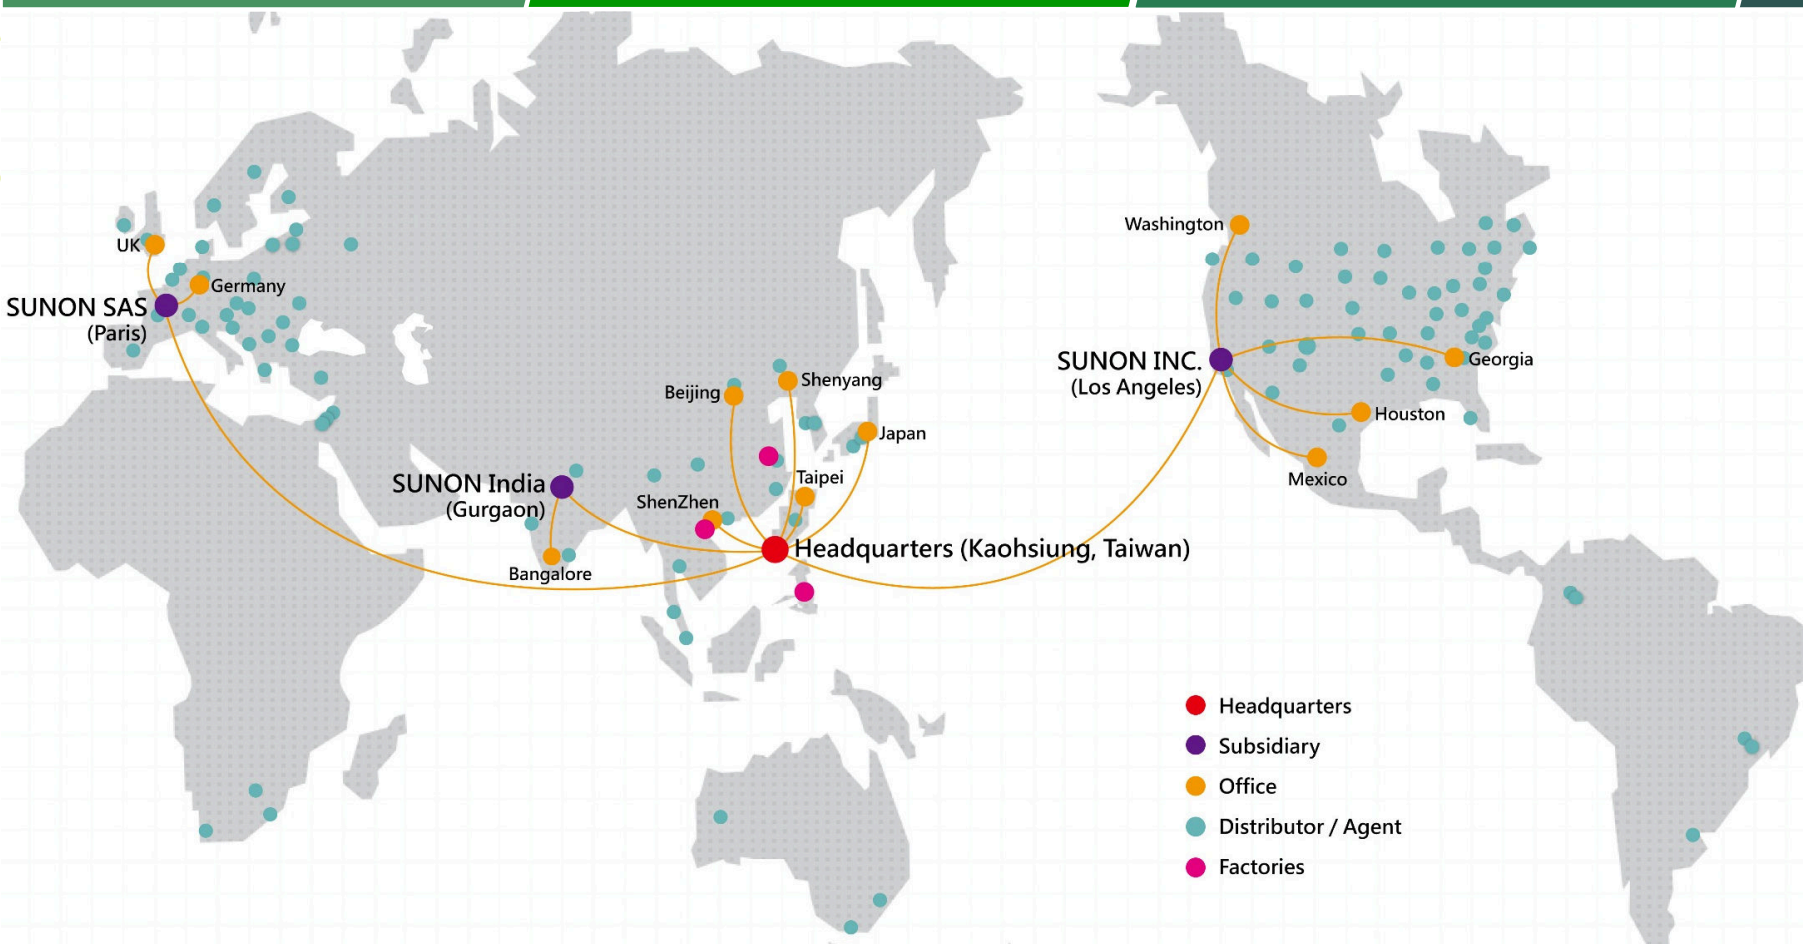 Washington
UK
Germany
SUNON SAS
(Paris)
SUNON INC.
(Los Angeles)
Georgia
Beijing
Shenyang
Houston
Japan
Mexico
SUNON India
(Gurgaon)
Taipei
ShenZhen
Headquarters (Kaohsiung, Taiwan)
Bangalore
Headquarters
Subsidiary
Office
Distributor / Agent
Factories